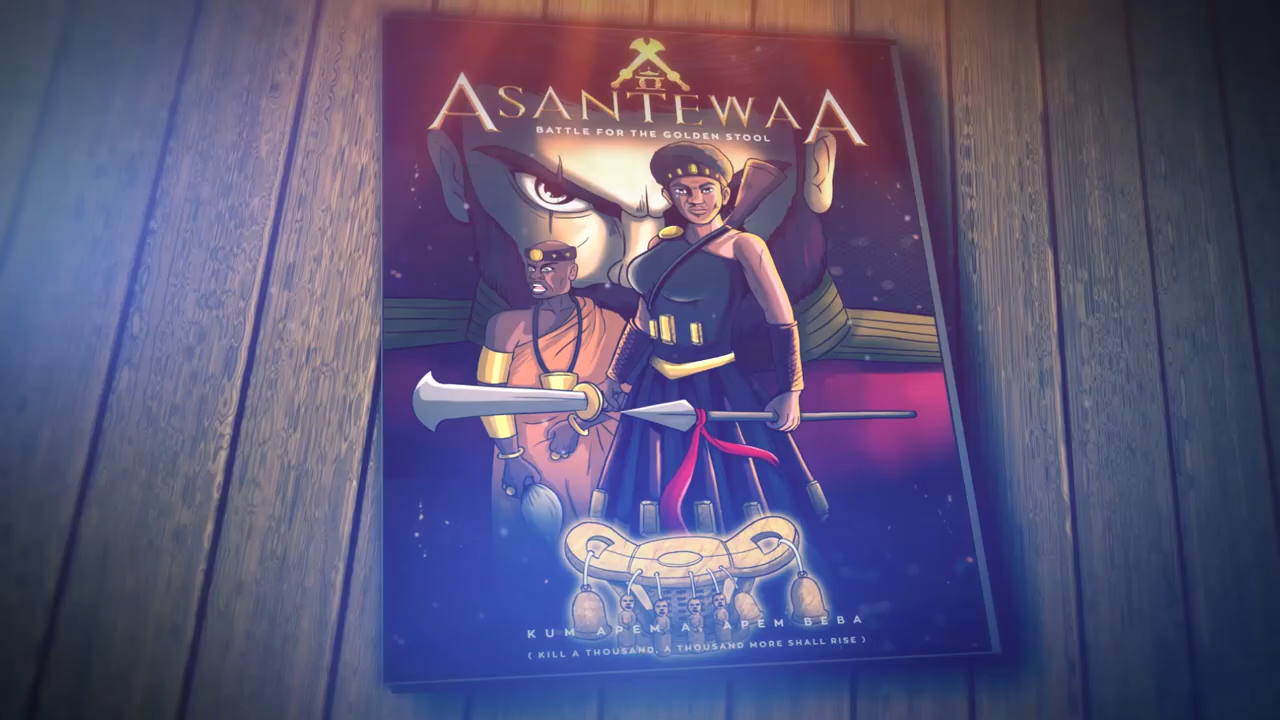 ASANTEWAA
BATTLE FOR THE GOLDEN STOOL
KUM APEM A, APEM BEBA
( KILL A THOUSAND, A THOUSAND MORE SHALL RISE )